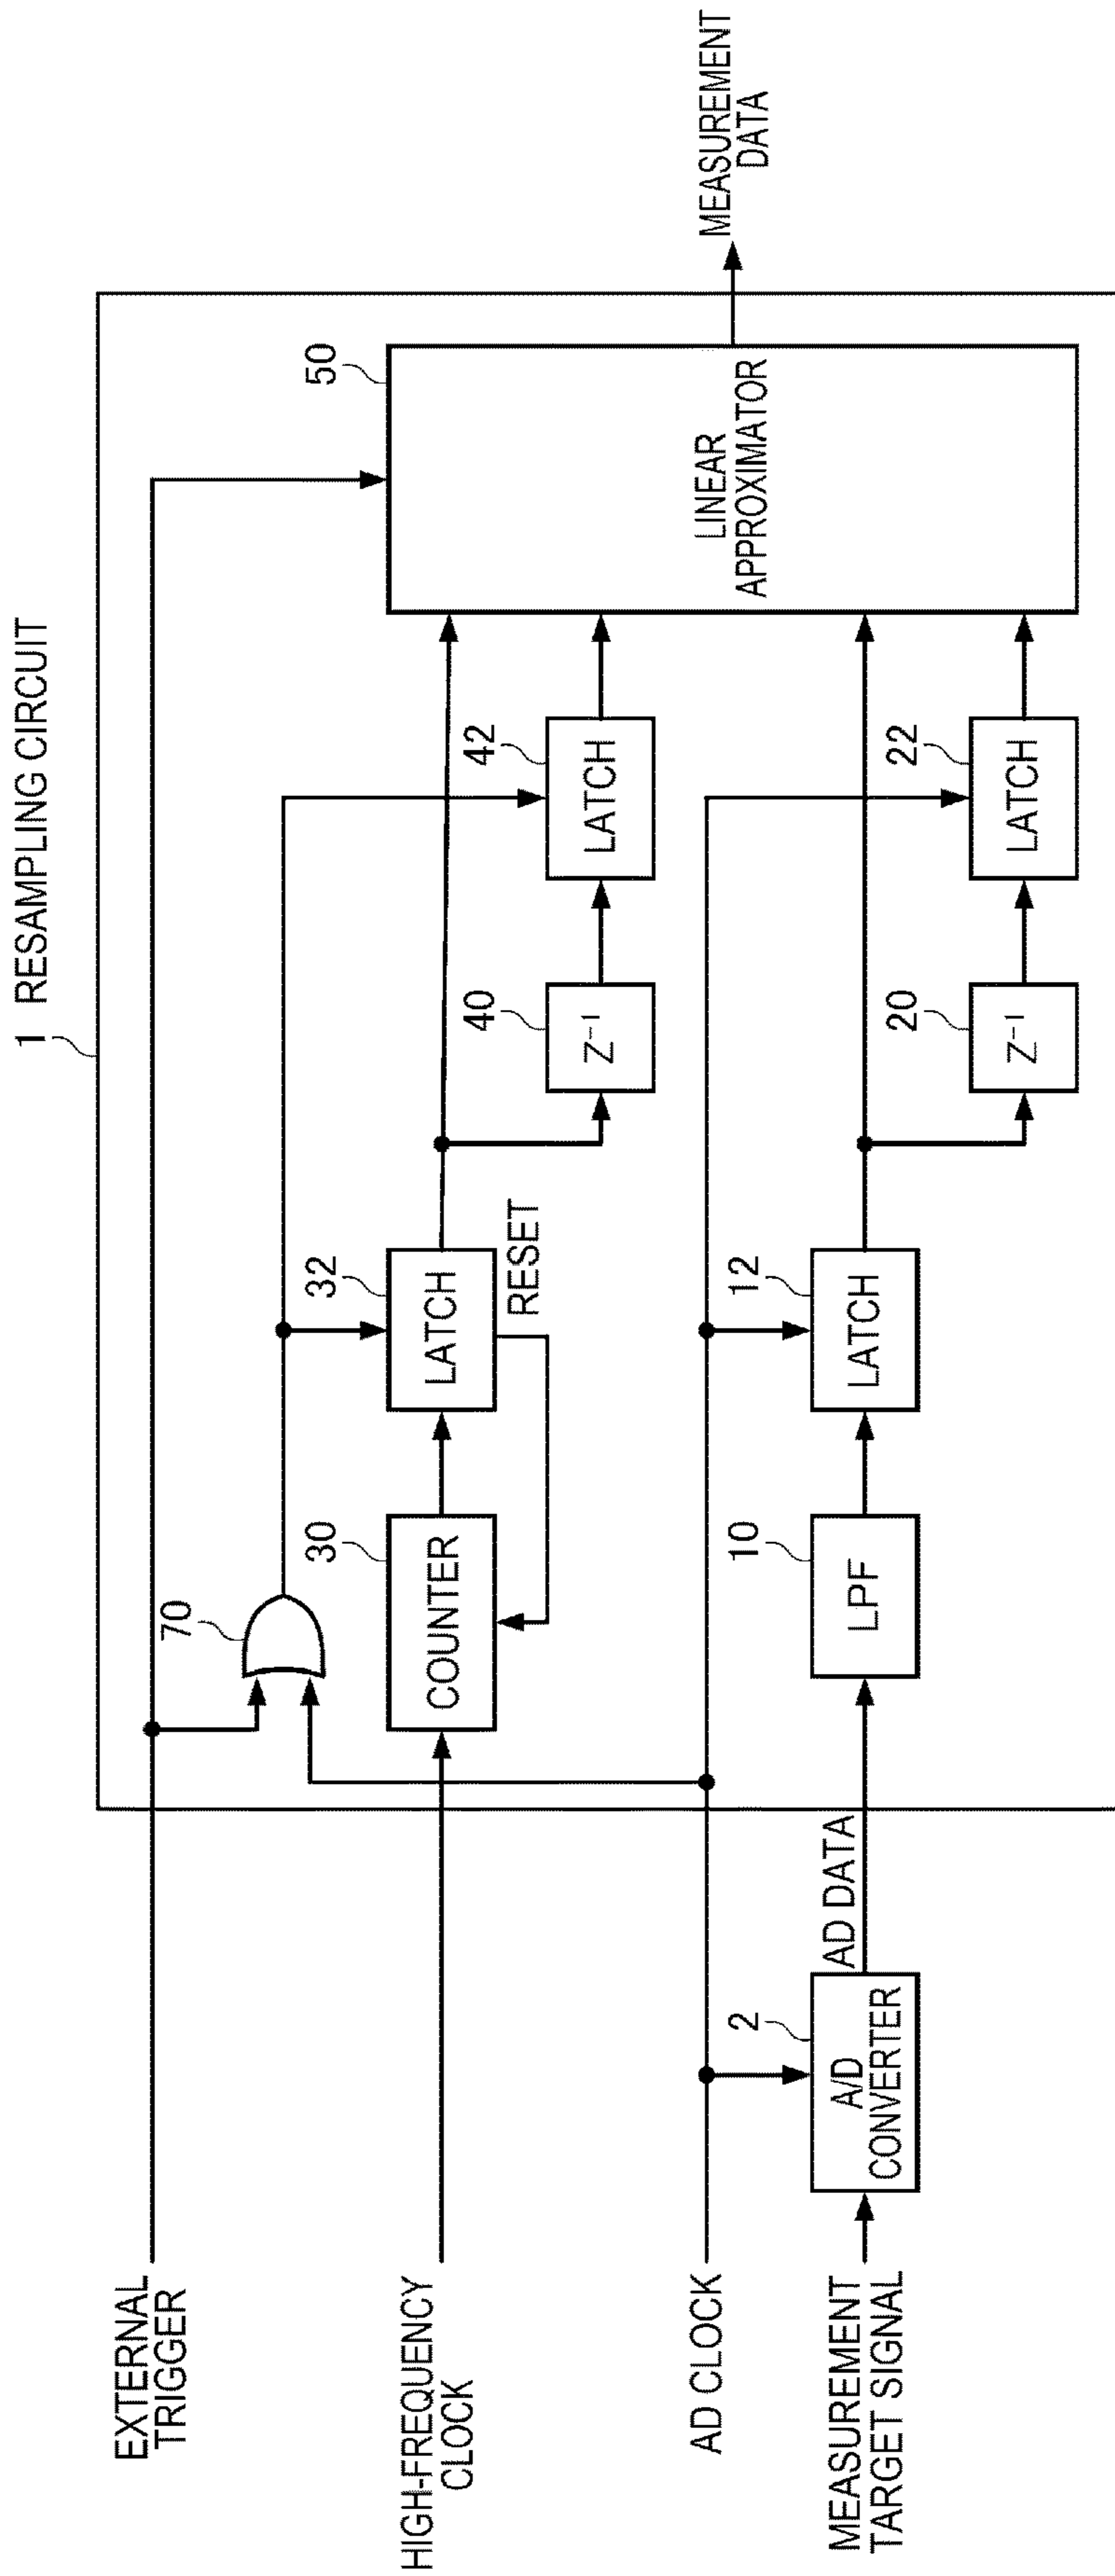 1 RESAMPLING CIRCUIT
EXTERNAL
TRIGGER
70
50
HIGH-FREQUENCY
CLOCK
30
COUNTER
32
LATCH
RESET
40
Z⁻¹
42
LATCH
LINEAR
APPROXIMATOR
MEASUREMENT
DATA
AD CLOCK
MEASUREMENT
TARGET SIGNAL
2
A/D
CONVERTER
AD DATA
10
LPF
12
LATCH
20
Z⁻¹
22
LATCH